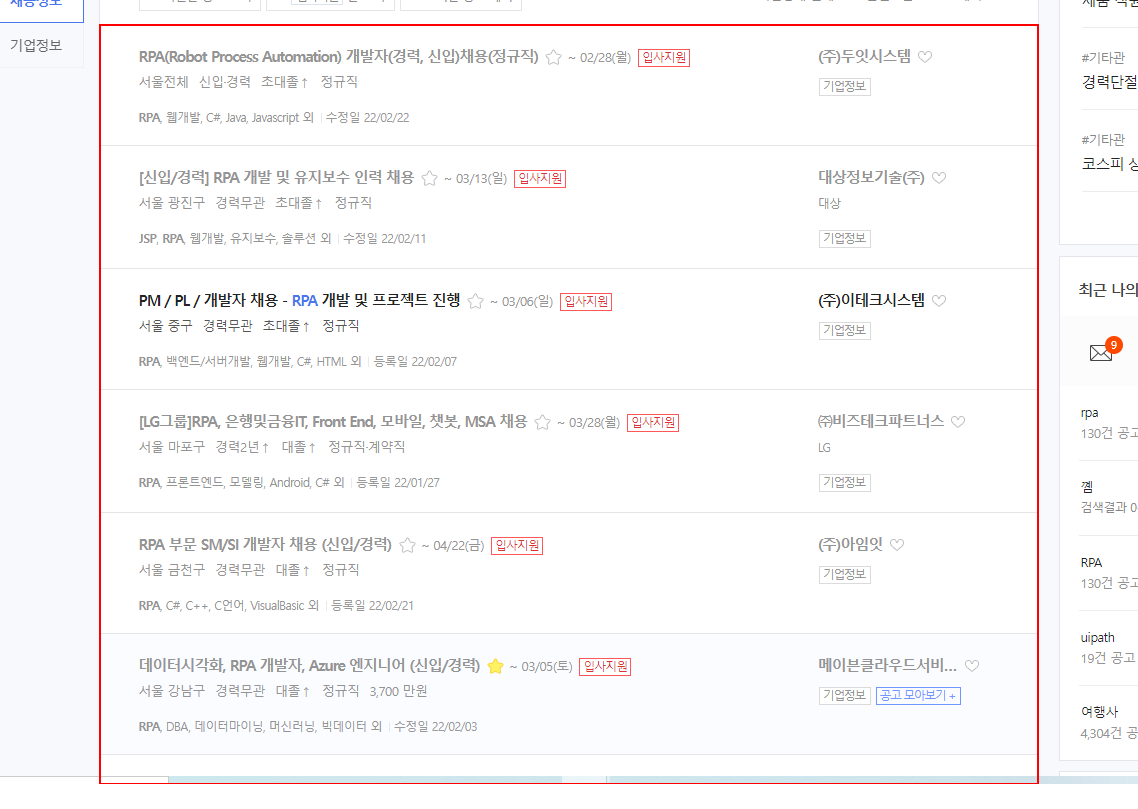 채용정보
기업정보
RPA(Robot Process Automation) 개발자(경력, 신입)채용(정규직) ~ 02/28(월) 입사지원
(주)두잇시스템
서울전체 신입·경력 초대졸↑ 정규직
기업정보
RPA, 웹개발, C#, Java, Javascript 외 수정일 22/02/22
[신입/경력] RPA 개발 및 유지보수 인력 채용 ~ 03/13(일) 입사지원
대상정보기술(주)
서울 광진구 경력무관 초대졸↑ 정규직
대상
JSP, RPA, 웹개발, 유지보수, 솔루션 외 수정일 22/02/11
기업정보
PM / PL / 개발자 채용 - RPA 개발 및 프로젝트 진행 ~ 03/06(일) 입사지원
(주)이테크시스템
서울 중구 경력무관 초대졸↑ 정규직
기업정보
RPA, 백엔드/서버개발, 웹개발, C#, HTML 외 등록일 22/02/07
[LG그룹]RPA, 은행및금융IT, Front End, 모바일, 챗봇, MSA 채용 ~ 03/28(월) 입사지원
㈜비즈테크파트너스
서울 마포구 경력2년↑ 대졸↑ 정규직·계약직
LG
RPA, 프론트엔드, 모델링, Android, C# 외 등록일 22/01/27
기업정보
RPA 부문 SM/SI 개발자 채용 (신입/경력) ~ 04/22(금) 입사지원
(주)아임잇
서울 금천구 경력무관 대졸↑ 정규직
기업정보
RPA, C#, C++, C언어, VisualBasic 외 등록일 22/02/21
데이터시각화, RPA 개발자, Azure 엔지니어 (신입/경력) ~ 03/05(토) 입사지원
메이븐클라우드서비...
서울 강남구 경력무관 대졸↑ 정규직 3,700 만원
기업정보 공고 모아보기 +
RPA, DBA, 데이터마이닝, 머신러닝, 빅데이터 외 수정일 22/02/03
#기타관
경력단절
#기타관
코스피
최근 나의
9
rpa
130건 공고
꼠
검색결과
RPA
130건 공고
uipath
19건 공고
여행사
4,304건